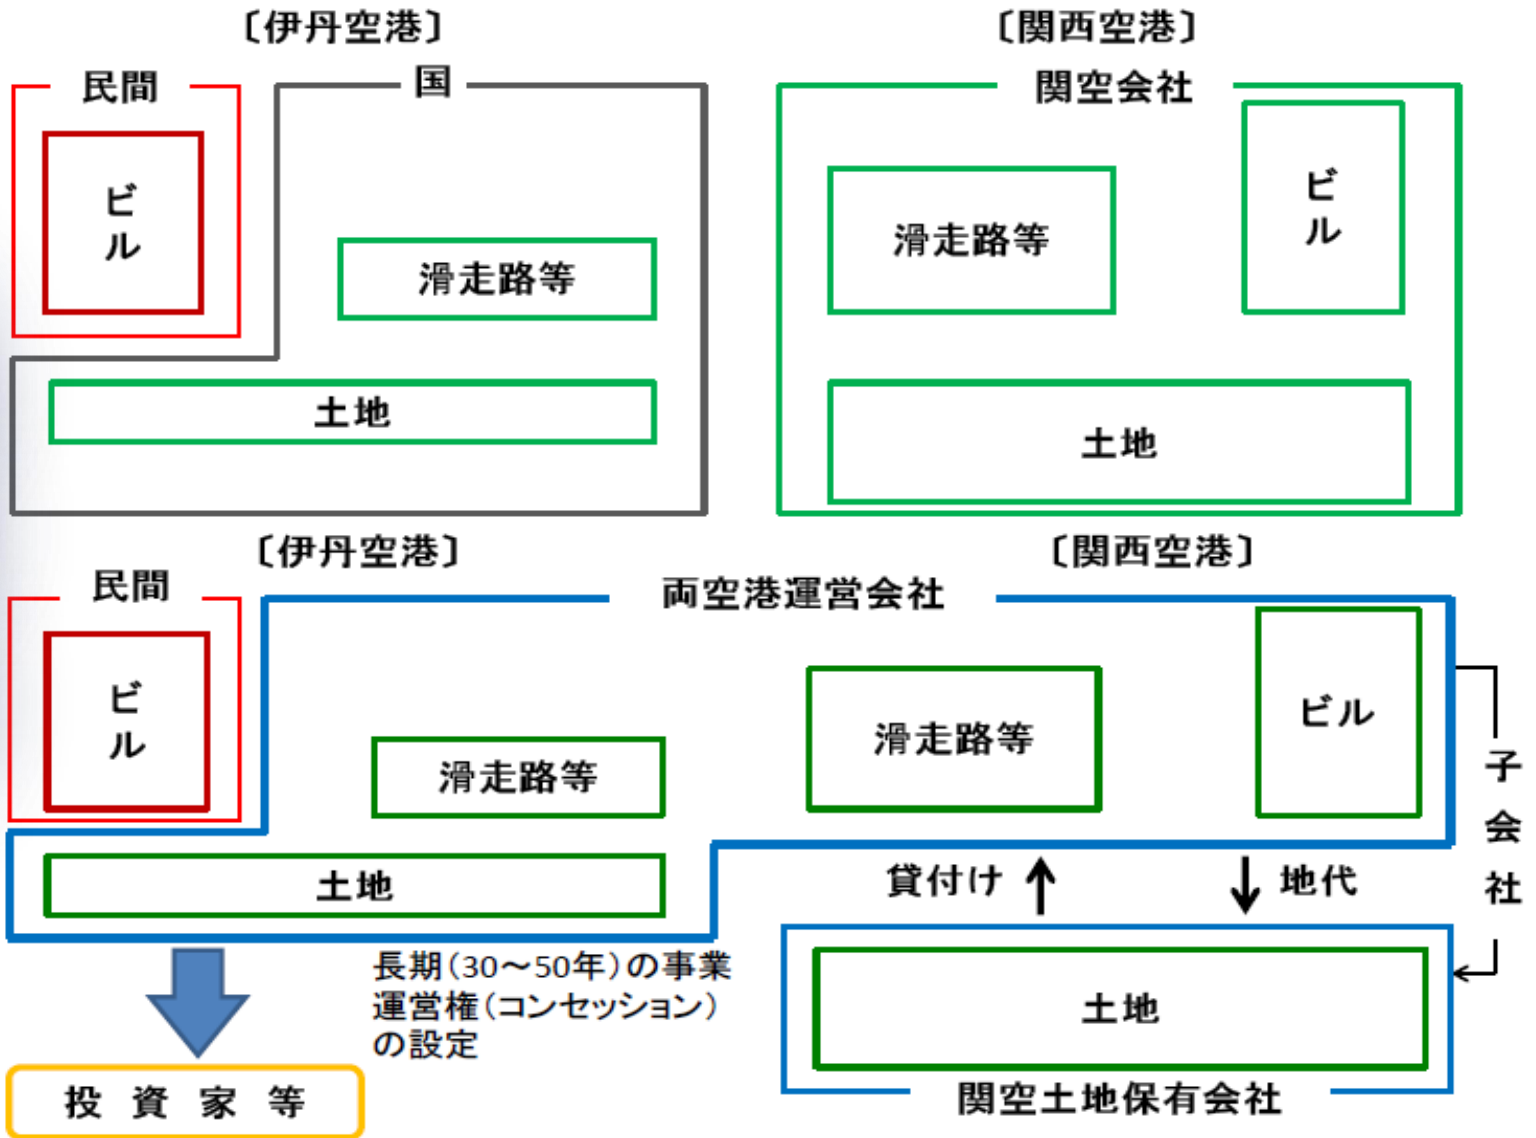 〔伊丹空港〕
〔関西空港〕
民間
国
関空会社
ビル
滑走路等
土地
滑走路等
ビル
土地
〔伊丹空港〕
〔関西空港〕
民間
両空港運営会社
ビル
滑走路等
土地
滑走路等
ビル
子会社
貸付け
地代
長期(30～50年)の事業
運営権(コンセッション)
の設定
土地
投資家等
関空土地保有会社